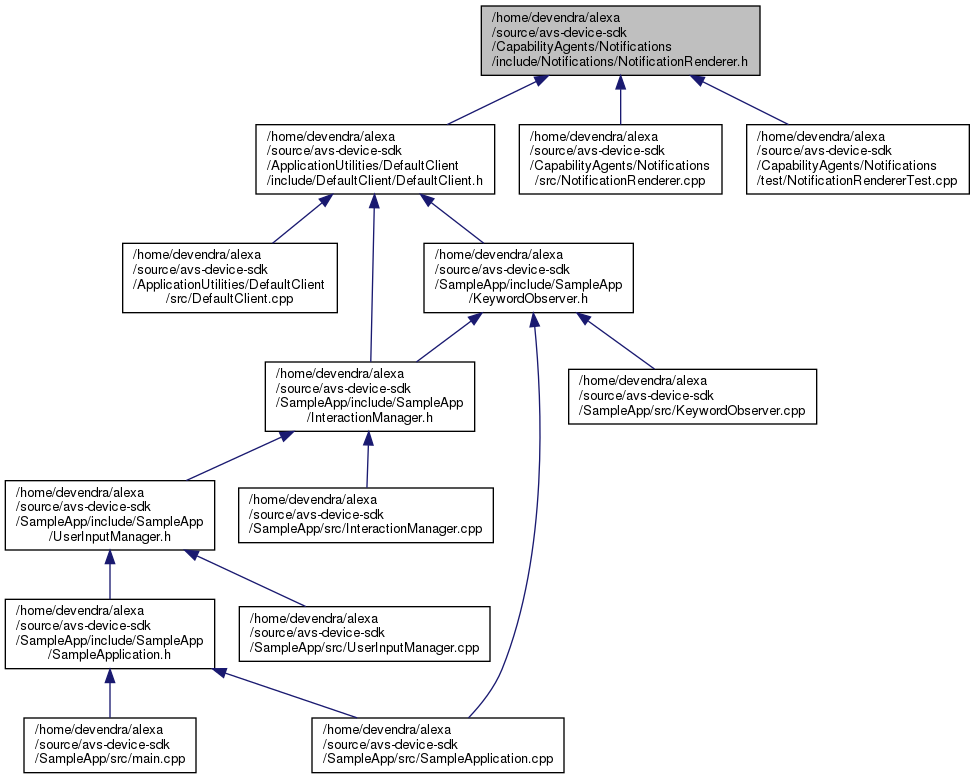 /home/devendra/alexa
/source/avs-device-sdk
/CapabilityAgents/Notifications
/include/Notifications/NotificationRenderer.h
/home/devendra/alexa
/source/avs-device-sdk
/ApplicationUtilities/DefaultClient
/include/DefaultClient/DefaultClient.h
/home/devendra/alexa
/source/avs-device-sdk
/CapabilityAgents/Notifications
/src/NotificationRenderer.cpp
/home/devendra/alexa
/source/avs-device-sdk
/CapabilityAgents/Notifications
/test/NotificationRendererTest.cpp
/home/devendra/alexa
/source/avs-device-sdk
/ApplicationUtilities/DefaultClient
/src/DefaultClient.cpp
/home/devendra/alexa
/source/avs-device-sdk
/SampleApp/include/SampleApp
/KeywordObserver.h
/home/devendra/alexa
/source/avs-device-sdk
/SampleApp/include/SampleApp
/InteractionManager.h
/home/devendra/alexa
/source/avs-device-sdk
/SampleApp/src/KeywordObserver.cpp
/home/devendra/alexa
/source/avs-device-sdk
/SampleApp/include/SampleApp
/UserInputManager.h
/home/devendra/alexa
/source/avs-device-sdk
/SampleApp/src/InteractionManager.cpp
/home/devendra/alexa
/source/avs-device-sdk
/SampleApp/include/SampleApp
/SampleApplication.h
/home/devendra/alexa
/source/avs-device-sdk
/SampleApp/src/UserInputManager.cpp
/home/devendra/alexa
/source/avs-device-sdk
/SampleApp/src/main.cpp
/home/devendra/alexa
/source/avs-device-sdk
/SampleApp/src/SampleApplication.cpp